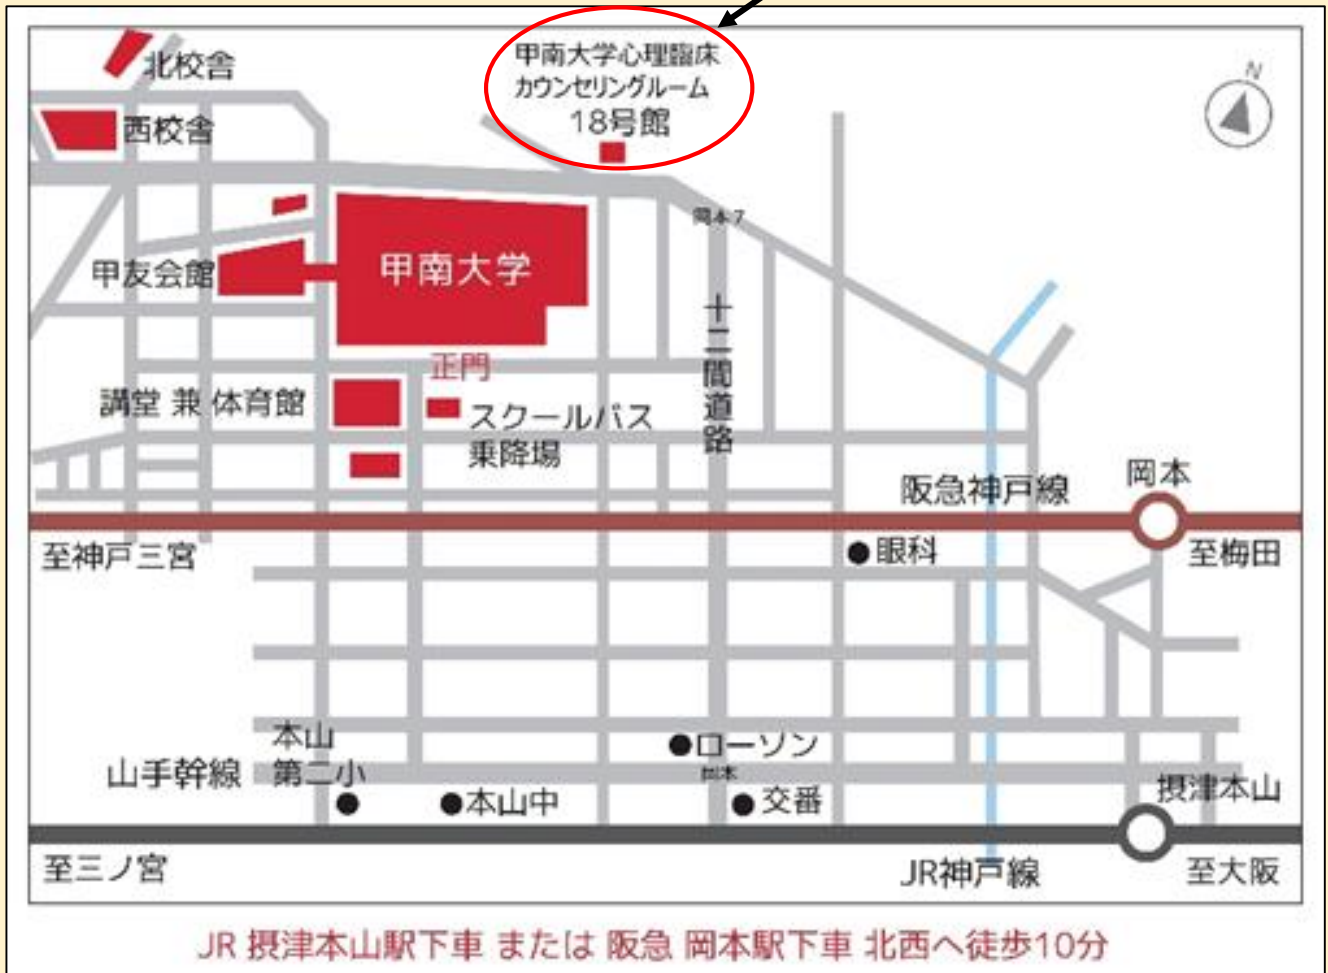 甲南大学心理臨床
カウンセリングルーム
18号館
N
北校舎
西校舎
岡本7
甲友会館
甲南大学
十二間道路
正門
講堂 兼 体育館
スクールバス
乗降場
岡本
阪急神戸線
至神戸三宮
眼科
至梅田
本山
第二小
ローソン
山手幹線
岡本
摂津本山
本山中
交番
至三ノ宮
JR神戸線
至大阪
JR 摂津本山駅下車 または 阪急 岡本駅下車 北西へ徒歩10分